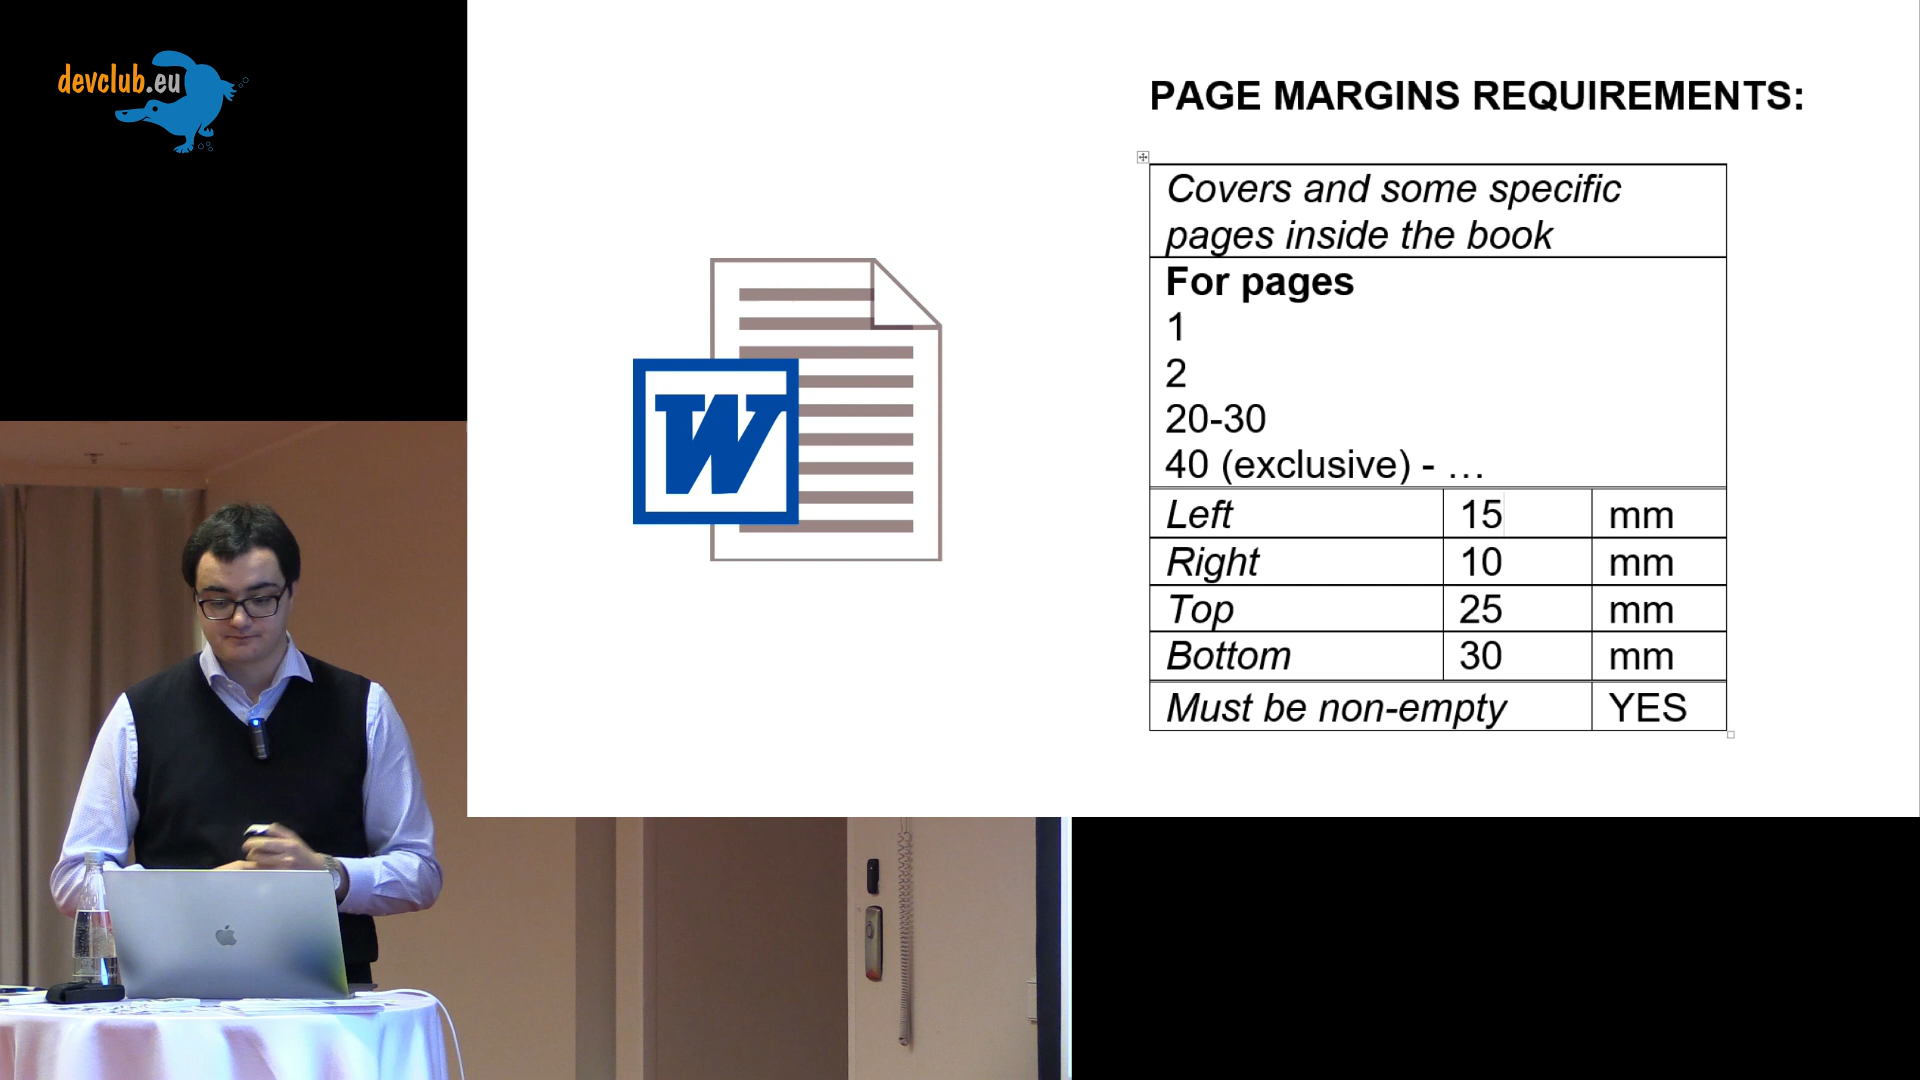 devclub.eu
PAGE MARGINS REQUIREMENTS:
Covers and some specific
pages inside the book
For pages
1
2
20-30
40 (exclusive) - …
Left 15 mm
Right 10 mm
Top 25 mm
Bottom 30 mm
Must be non-empty YES
W